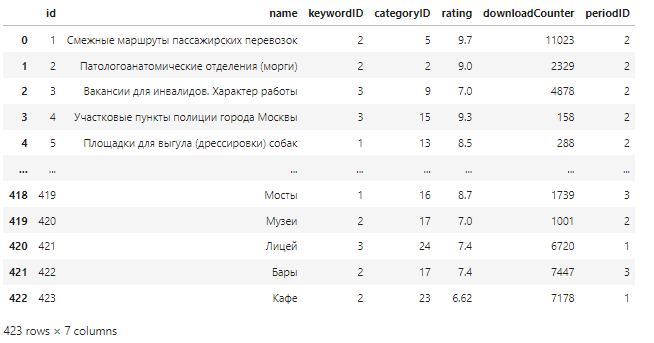 id name keywordID categoryID rating downloadCounter periodID
0 1 Смежные маршруты пассажирских перевозок 2 5 9.7 11023 2
1 2 Патологоанатомические отделения (морги) 2 2 9.0 2329 2
2 3 Вакансии для инвалидов. Характер работы 3 9 7.0 4878 2
3 4 Участковые пункты полиции города Москвы 3 15 9.3 158 2
4 5 Площадки для выгула (дрессировки) собак 1 13 8.5 288 2
... ... ... ... ... ... ... ...
418 419 Мосты 1 16 8.7 1739 3
419 420 Музеи 2 17 7.0 1001 2
420 421 Лицей 3 24 7.4 6720 1
421 422 Бары 2 17 7.4 7447 3
422 423 Кафе 2 23 6.62 7178 1
423 rows × 7 columns